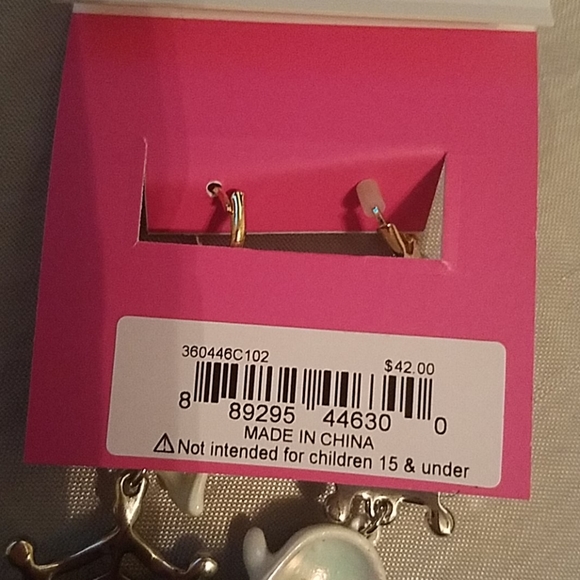 360446C102 $42.00
8 89295 44630 0
MADE IN CHINA
⚠ Not intended for children 15 & under